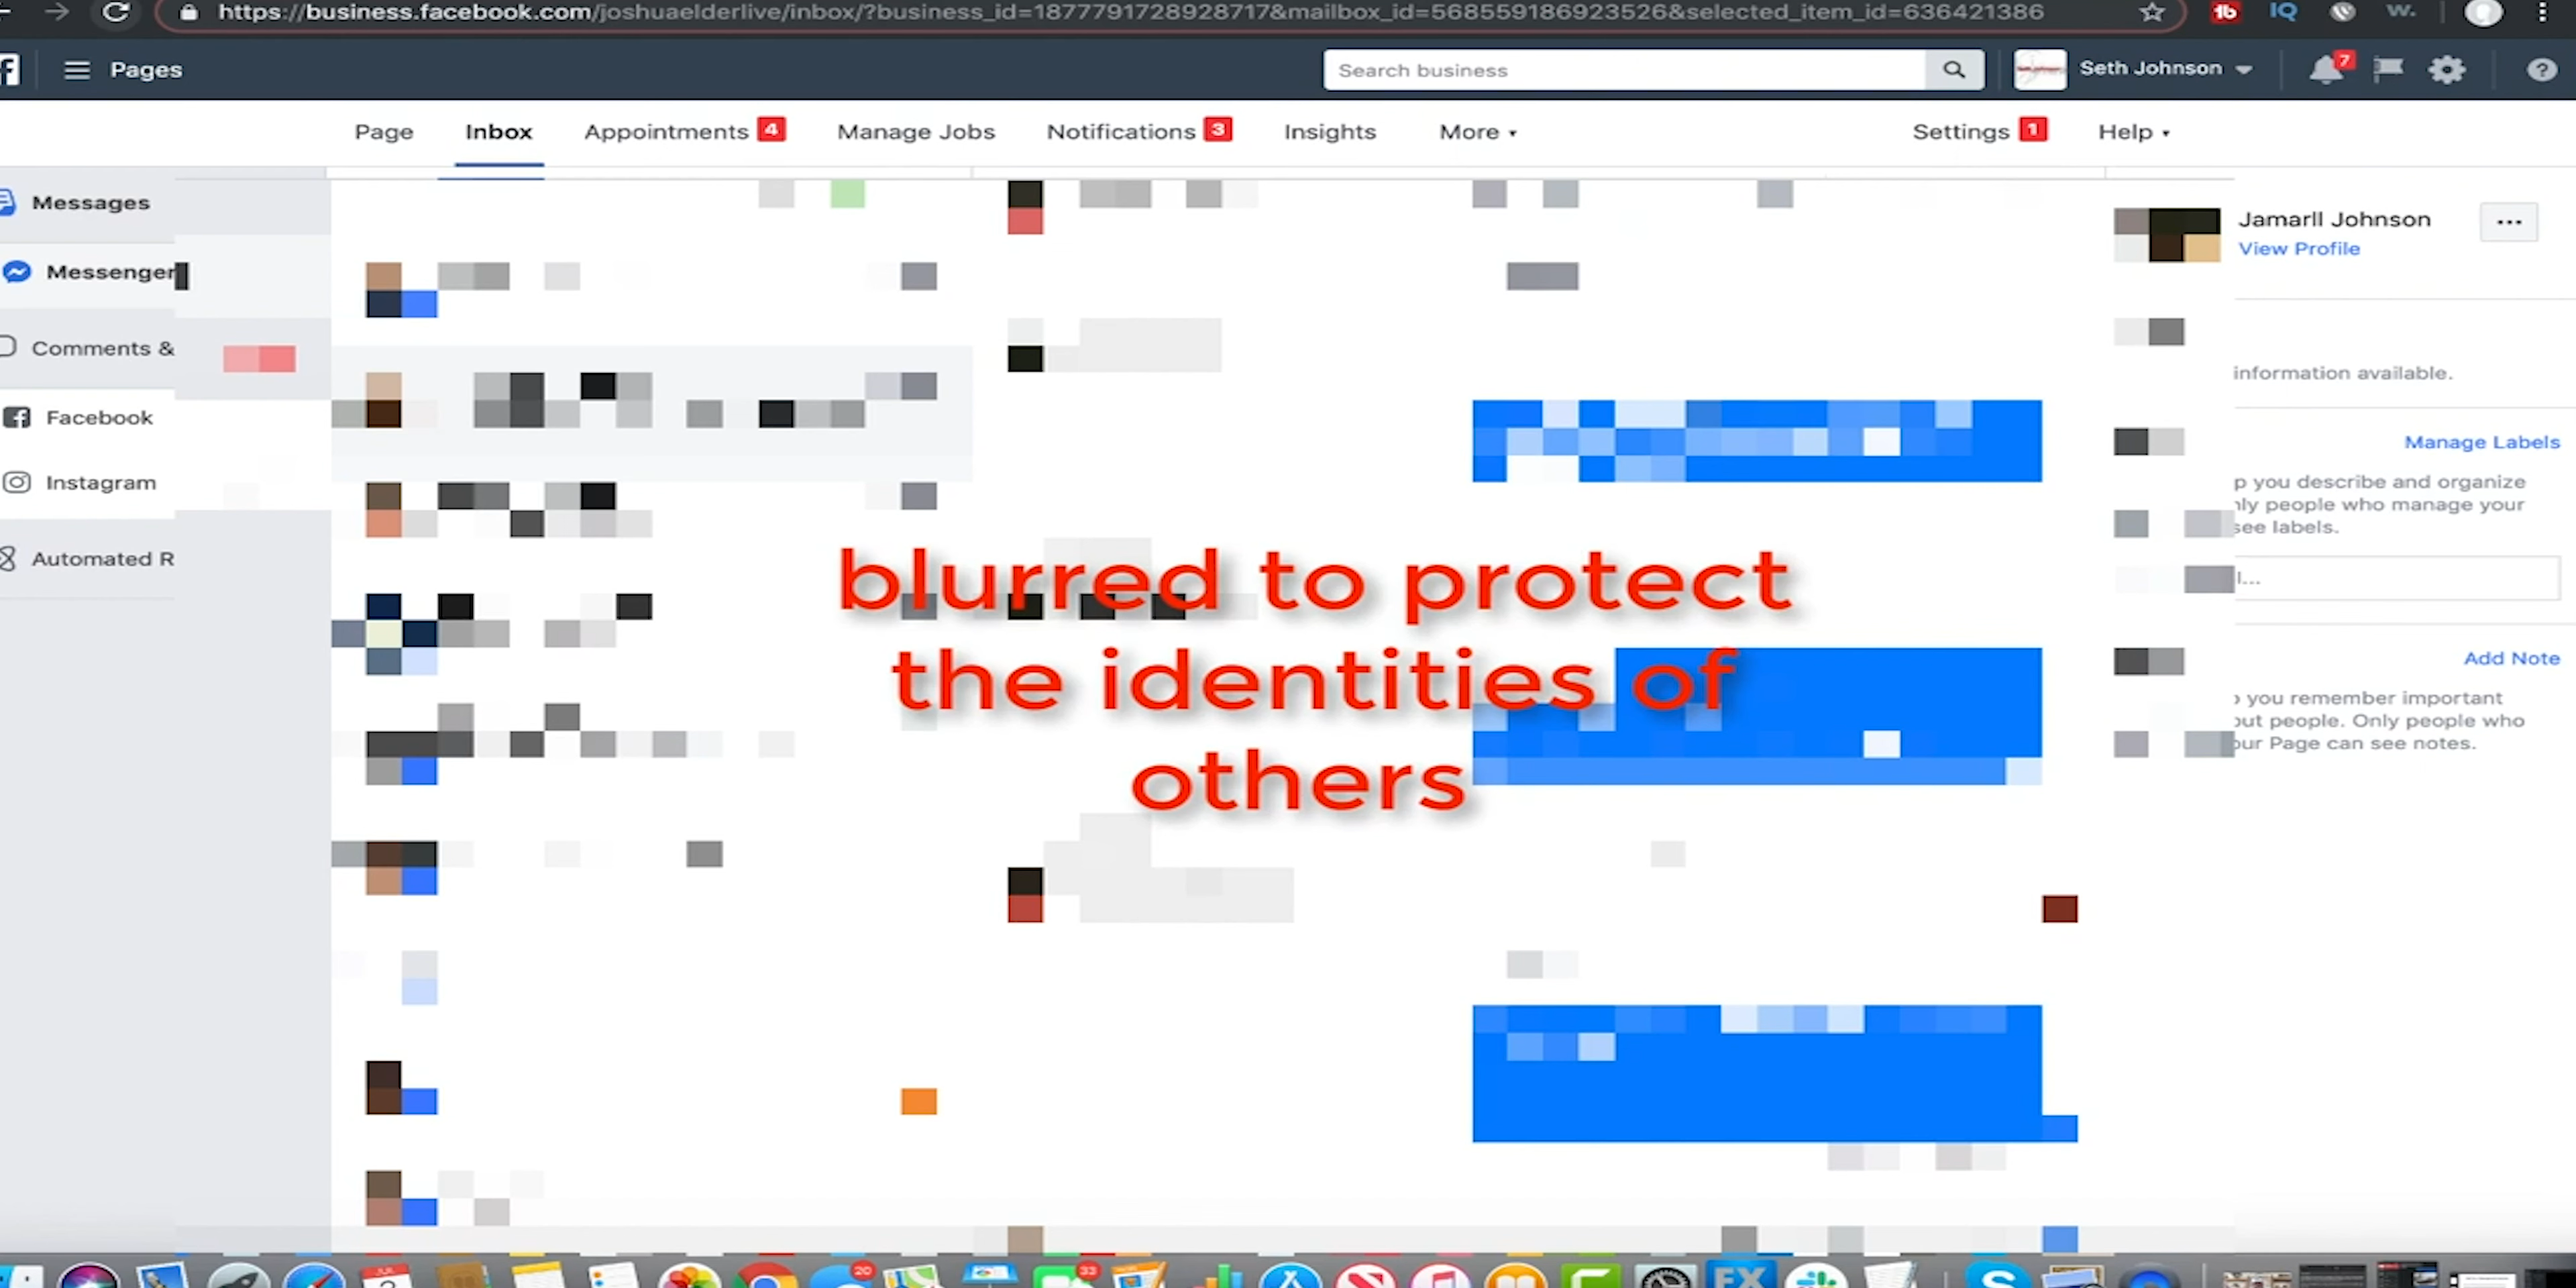 https://business.facebook.com/joshuaelderlive/inbox/?business_id=1877791728928717&mailbox_id=568559186923526&selected_item_id=636421386
Pages
Search business
Seth Johnson
7
Page Inbox Appointments 4 Manage Jobs Notifications 3 Insights More Settings 1 Help
Messages
Messenger
Comments &
Facebook
Instagram
Automated R
Jamarll Johnson
View Profile
information available.
Manage Labels
p you describe and organize
nly people who manage your
see labels.
Add Note
you remember important
out people. Only people who
our Page can see notes.
blurred to protect
the identities of
others
20
33
FX